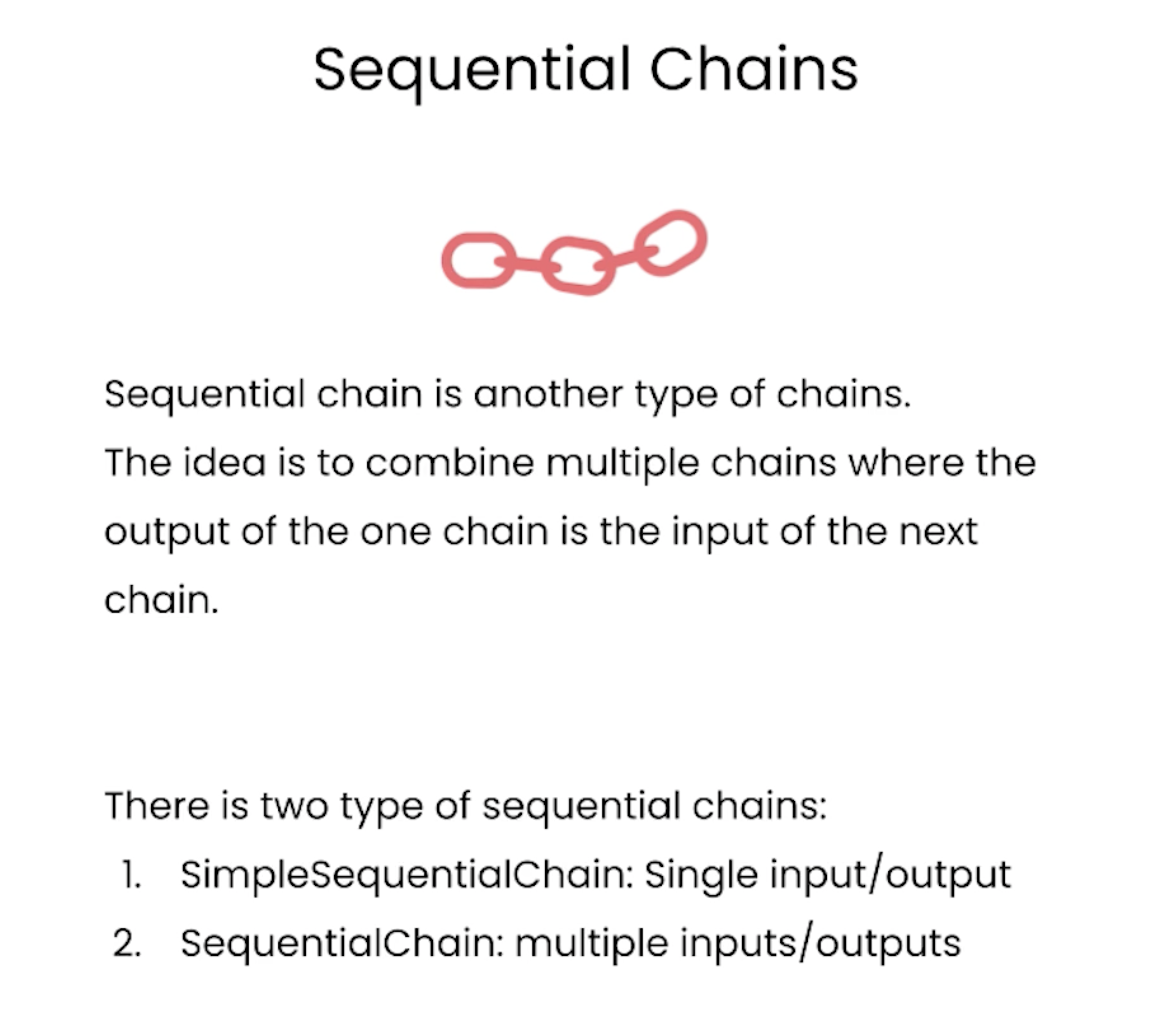 Sequential Chains
Sequential chain is another type of chains.
The idea is to combine multiple chains where the
output of the one chain is the input of the next
chain.
There is two type of sequential chains:
1. SimpleSequentialChain: Single input/output
2. SequentialChain: multiple inputs/outputs